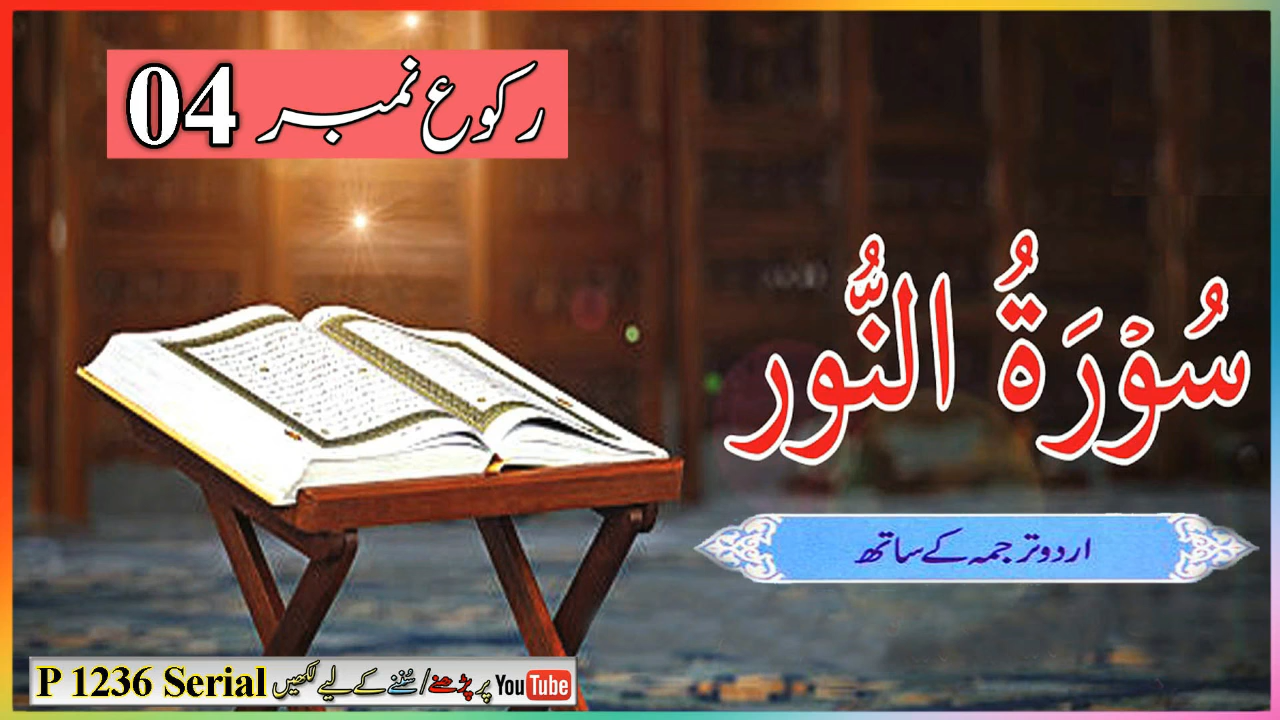 رکوع نمبر 04
سُوْرَۃُ النُّور
اردو ترجمہ کے ساتھ
YouTube پر پڑھنے/ سُننے کے لیے لکھیں P 1236 Serial